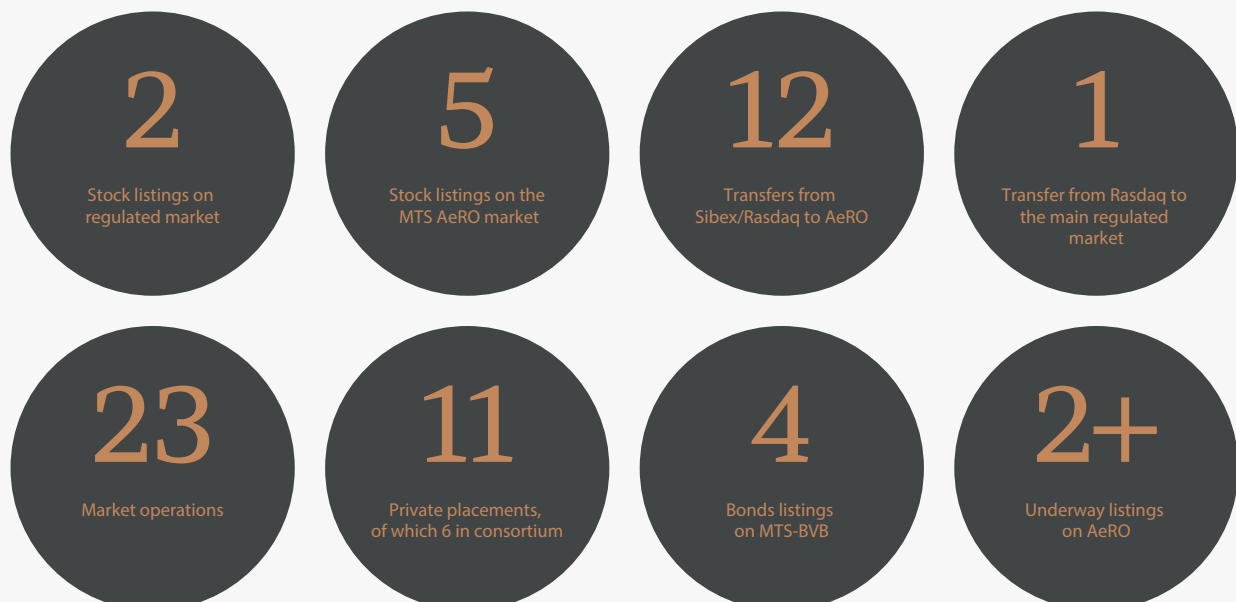 2
Stock listings on
regulated market
5
Stock listings on the
MTS AeRO market
12
Transfers from
Sibex/Rasdaq to AeRO
1
Transfer from Rasdaq to
the main regulated
market
23
Market operations
11
Private placements,
of which 6 in consortium
4
Bonds listings
on MTS-BVB
2+
Underway listings
on AeRO